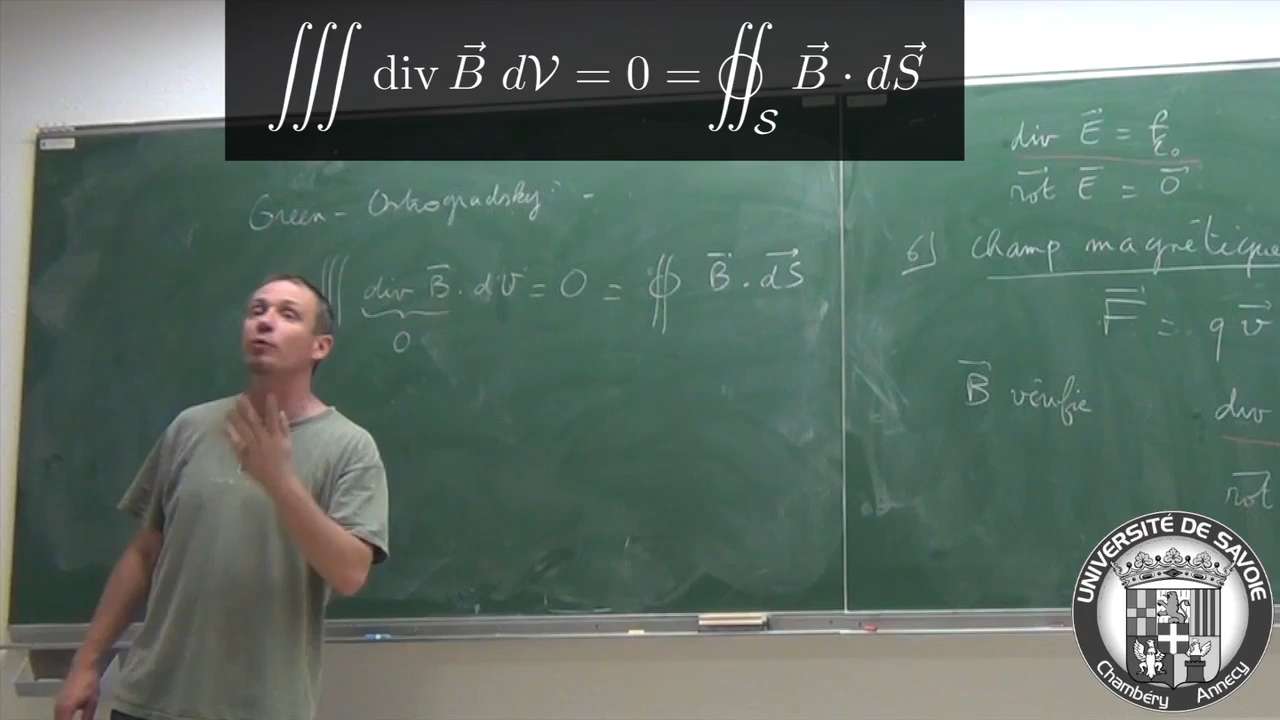 ∭ div B⃗ d𝒱 = 0 = ∯_𝒮 B⃗ · dS⃗
Green - Ostrogradsky -
∭ div B⃗ . d𝒱 = 0 = ∯ B⃗ . dS⃗
0
div E⃗ = ρ/ε₀
rot E⃗ = 0⃗
6) champ magnétique
F⃗ = q v⃗
B⃗ vérifie div
rot
UNIVERSITÉ DE SAVOIE
Chambéry Annecy